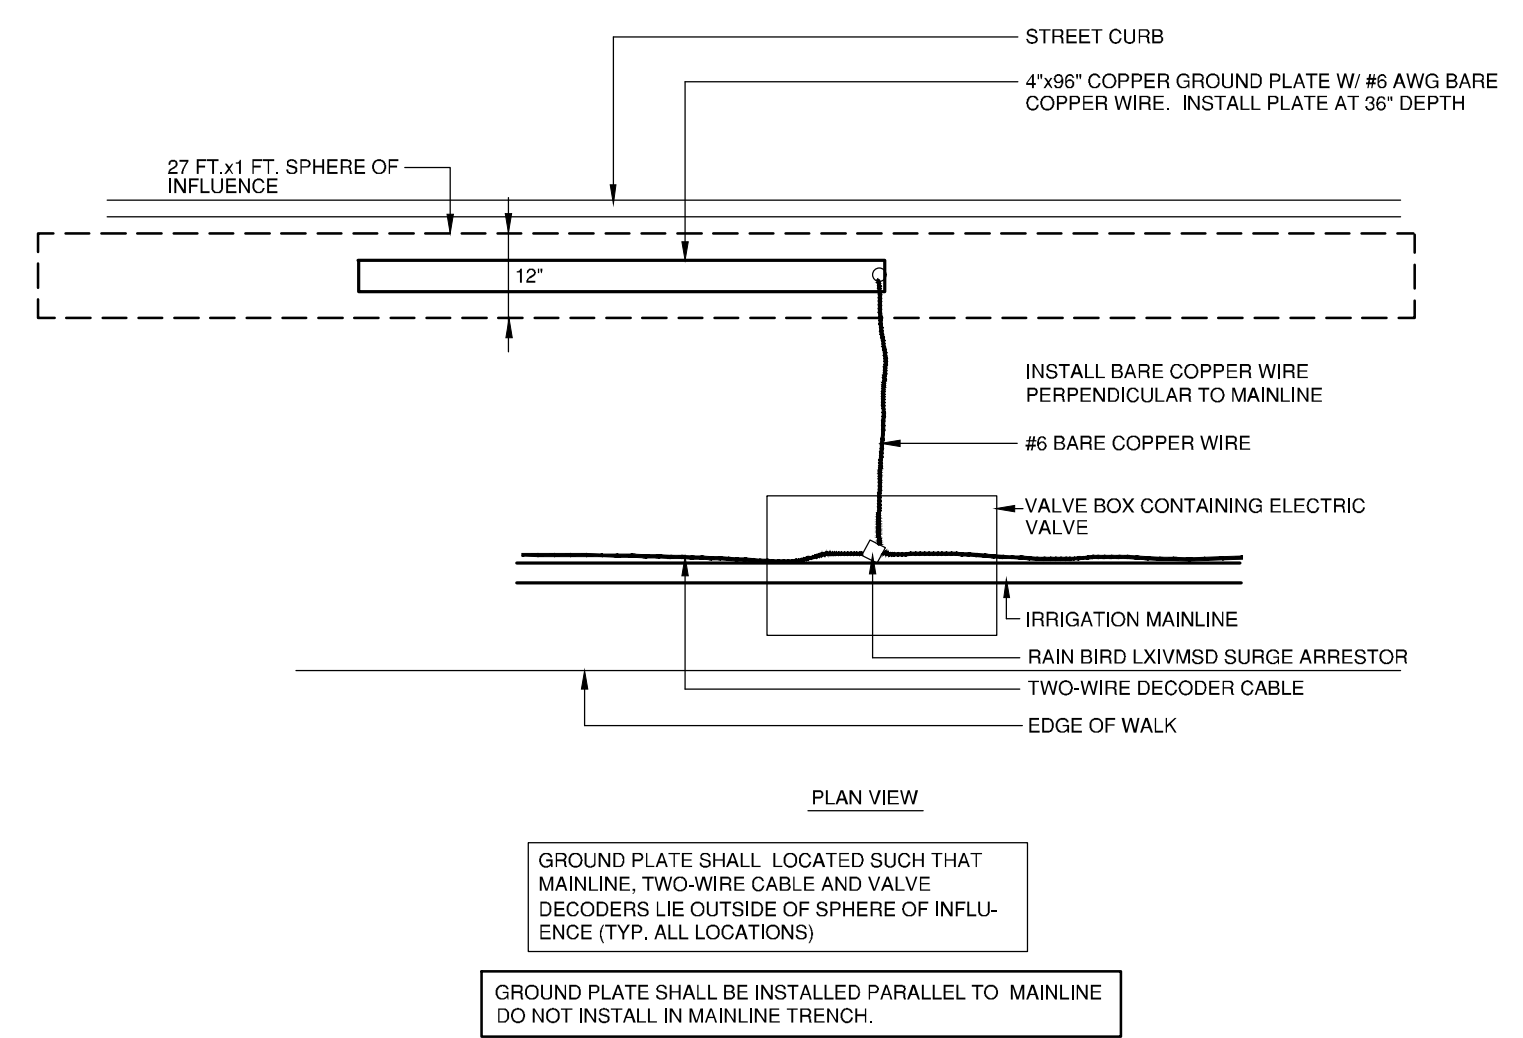 STREET CURB
4"x96" COPPER GROUND PLATE W/ #6 AWG BARE
COPPER WIRE. INSTALL PLATE AT 36" DEPTH
27 FT.x1 FT. SPHERE OF
INFLUENCE
12"
INSTALL BARE COPPER WIRE
PERPENDICULAR TO MAINLINE
#6 BARE COPPER WIRE
VALVE BOX CONTAINING ELECTRIC
VALVE
IRRIGATION MAINLINE
RAIN BIRD LXIVMSD SURGE ARRESTOR
TWO-WIRE DECODER CABLE
EDGE OF WALK
PLAN VIEW
GROUND PLATE SHALL LOCATED SUCH THAT
MAINLINE, TWO-WIRE CABLE AND VALVE
DECODERS LIE OUTSIDE OF SPHERE OF INFLU-
ENCE (TYP. ALL LOCATIONS)
GROUND PLATE SHALL BE INSTALLED PARALLEL TO MAINLINE
DO NOT INSTALL IN MAINLINE TRENCH.